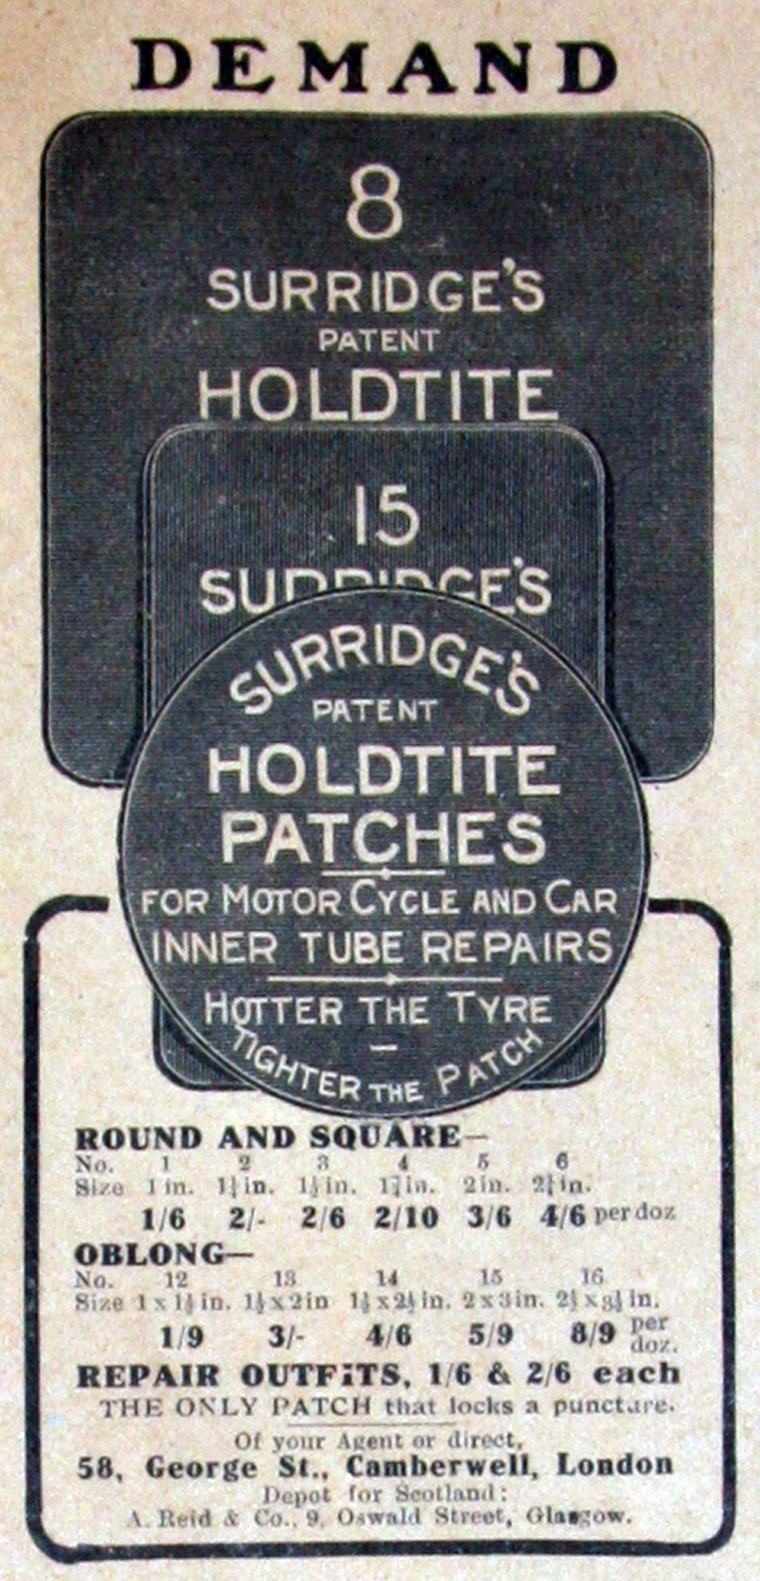 DEMAND
8
SURRIDGE'S
PATENT
HOLDTITE
15
SURRIDGE'S
SURRIDGE'S
PATENT
HOLDTITE
PATCHES
FOR MOTOR CYCLE AND CAR
INNER TUBE REPAIRS
HOTTER THE TYRE
–
TIGHTER THE PATCH
ROUND AND SQUARE—
No. 1 2 3 4 5 6
Size 1 in. in. 1½ in. in. 2 in. in.
1/6 2/- 2/6 2/10 3/6 4/6 per doz
OBLONG—
No. 12 13 14 15 16
Size 1 x 1½ in. 1½ x 2 in 1½ x 2½ in. 2 x 3 in. 2½ x 3½ in.
1/9 3/- 4/6 5/9 8/9 per doz.
REPAIR OUTFITS, 1/6 & 2/6 each
THE ONLY PATCH that locks a puncture.
Of your Agent or direct,
58, George St., Camberwell, London
Depot for Scotland:
A. Reid & Co., 9, Oswald Street, Glasgow.